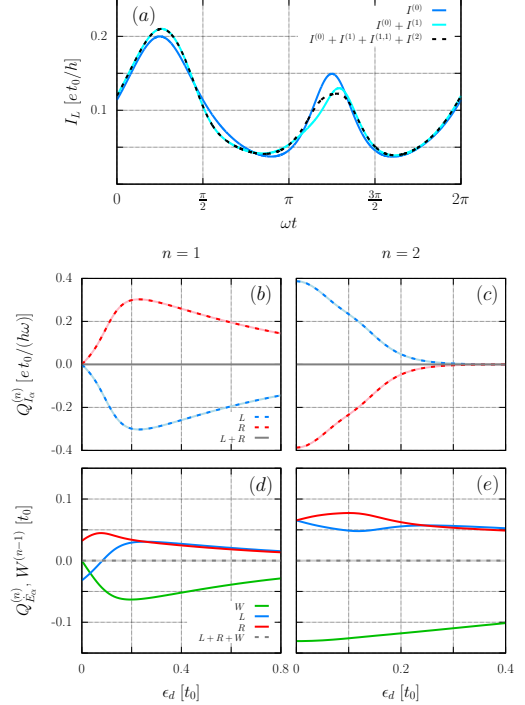 (a)
I^{(0)}
I^{(0)} + I^{(1)}
I^{(0)} + I^{(1)} + I^{(1,1)} + I^{(2)}
I_L [e t_0/h]
0.2
0.1
0 π/2 π 3π/2 2π
ωt
n = 1 n = 2
(b) (c)
Q^{(n)}_{I_α} [e t_0/(ħω)]
0.4
0.2
0.0
-0.2
-0.4
L
R
L + R
(d) (e)
Q^{(n)}_{Ė_α}, W^{(n−1)} [t_0]
0.1
0.0
-0.1
W
L
R
L + R + W
0 0.4 0.8 0 0.2 0.4
ϵ_d [t_0] ϵ_d [t_0]